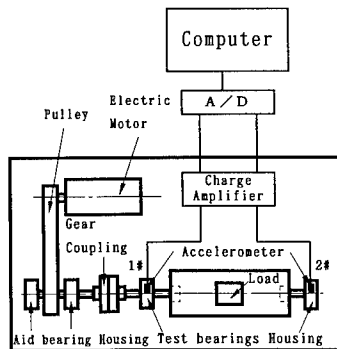 Computer
Electric
A/D
Pulley
Motor
Charge
Amplifier
Gear
Coupling
1#
Accelerometer
2#
Load
Aid bearing Housing Test bearings Housing